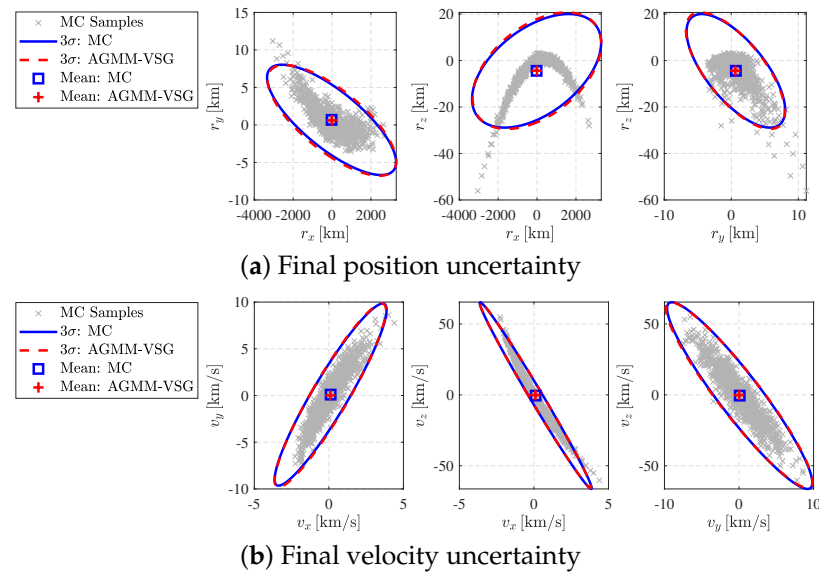 MC Samples
3σ: MC
3σ: AGMM-VSG
Mean: MC
Mean: AGMM-VSG
15
10
5
0
-5
-10
r_y [km]
-4000 -2000 0 2000
r_x [km]
20
0
-20
-40
-60
r_z [km]
-4000 -2000 0 2000
r_x [km]
20
0
-20
-40
-60
r_z [km]
-10 0 10
r_y [km]
(a) Final position uncertainty
MC Samples
3σ: MC
3σ: AGMM-VSG
Mean: MC
Mean: AGMM-VSG
10
5
0
-5
-10
v_y [km/s]
-5 0 5
v_x [km/s]
50
0
-50
v_z [km/s]
-5 0 5
v_x [km/s]
50
0
-50
v_z [km/s]
-10 0 10
v_y [km/s]
(b) Final velocity uncertainty